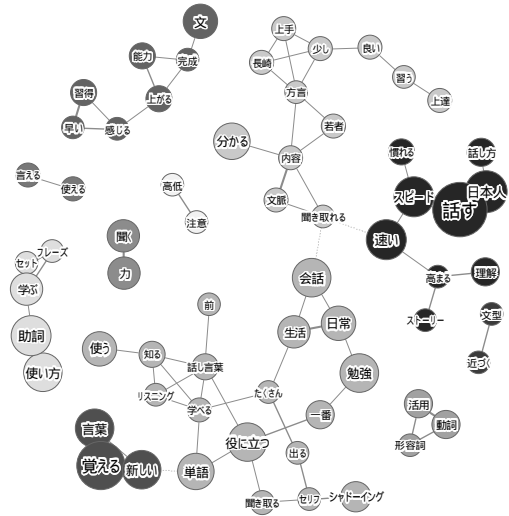 文
能力
完成
習得
上がる
早い
感じる
上手
少し
良い
長崎
習う
方言
上達
若者
分かる
内容
言える
使える
高低
注意
文脈
聞き取れる
慣れる
話し方
スピード
日本人
話す
速い
高まる
理解
ストーリー
文型
近づく
聞く
力
フレーズ
セット
学ぶ
助詞
使い方
会話
前
生活
日常
使う
知る
話し言葉
勉強
リスニング
学べる
たくさん
一番
活用
動詞
形容詞
言葉
覚える
新しい
単語
役に立つ
出る
聞き取る
セリフ
シャドーイング